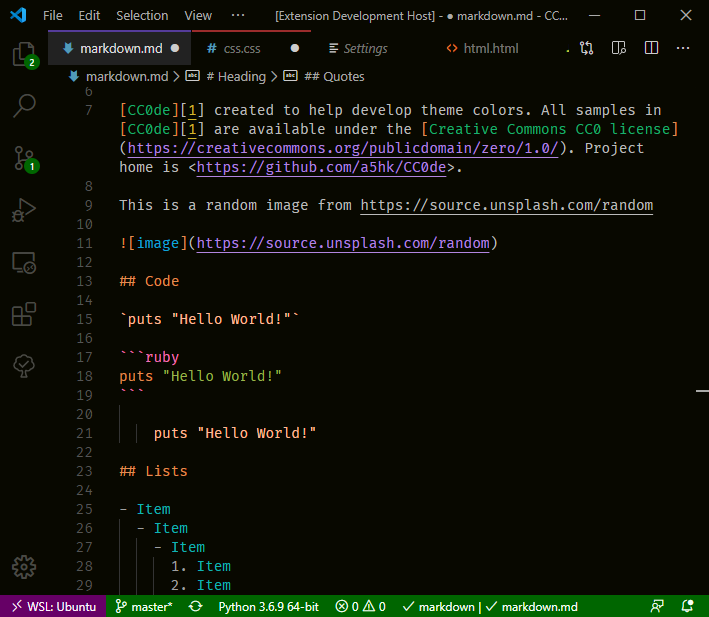 File Edit Selection View ··· [Extension Development Host] - ● markdown.md - CC...
markdown.md ● # css.css ● Settings <> html.html ···
markdown.md > abc # Heading > abc ## Quotes
2
1
6
7 [CC0de][1] created to help develop theme colors. All samples in
[CC0de][1] are available under the [Creative Commons CC0 license]
(https://creativecommons.org/publicdomain/zero/1.0/). Project
home is <https://github.com/a5hk/CC0de>.
8
9 This is a random image from https://source.unsplash.com/random
10
11 ![image](https://source.unsplash.com/random)
12
13 ## Code
14
15 `puts "Hello World!"`
16
17 ```ruby
18 puts "Hello World!"
19 ```
20
21 puts "Hello World!"
22
23 ## Lists
24
25 - Item
26 - Item
27 - Item
28 1. Item
29 2. Item
WSL: Ubuntu master* Python 3.6.9 64-bit 0 0 ✓ markdown | ✓ markdown.md